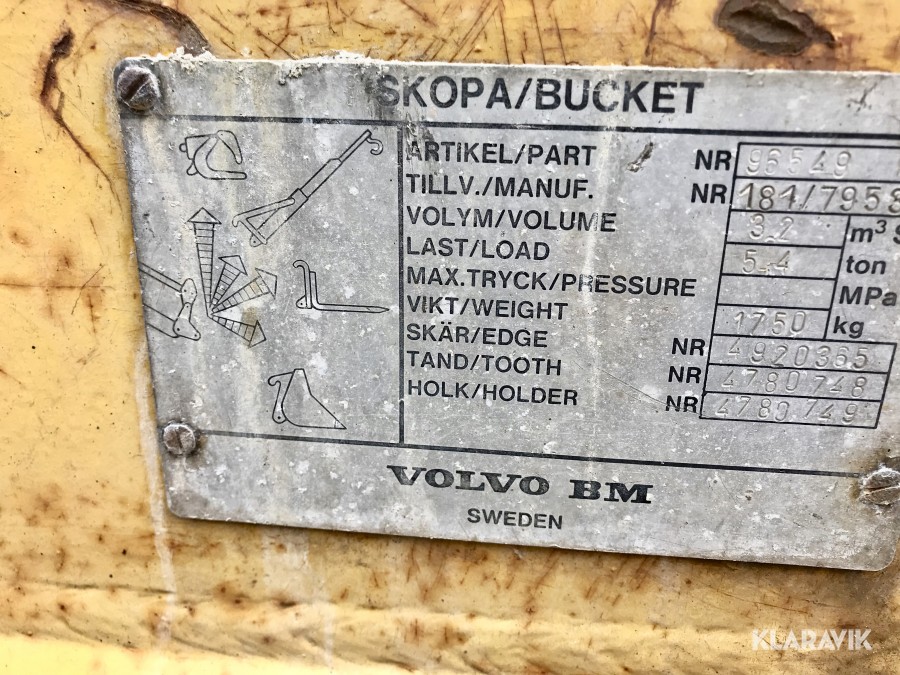 SKOPA/BUCKET
ARTIKEL/PART NR 96549
TILLV./MANUF. NR 181/7958
VOLYM/VOLUME 3.2 m³ S
LAST/LOAD 5.4 ton
MAX.TRYCK/PRESSURE MPa
VIKT/WEIGHT 1750 kg
SKÄR/EDGE NR 4920365
TAND/TOOTH NR 4780748
HOLK/HOLDER NR 4780749
VOLVO BM
SWEDEN
KLARAVIK